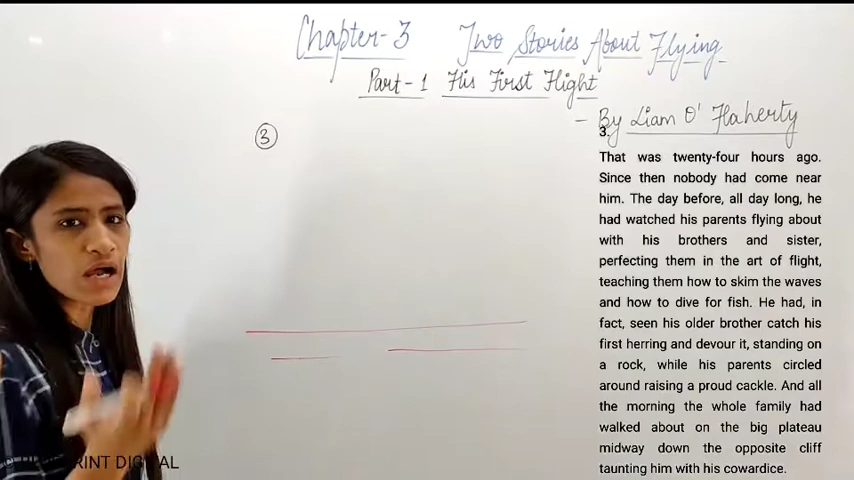 Chapter-3 Two Stories About Flying
Part-1 His First Flight
- By Liam O' Flaherty
3
3.
That was twenty-four hours ago.
Since then nobody had come near
him. The day before, all day long, he
had watched his parents flying about
with his brothers and sister,
perfecting them in the art of flight,
teaching them how to skim the waves
and how to dive for fish. He had, in
fact, seen his older brother catch his
first herring and devour it, standing on
a rock, while his parents circled
around raising a proud cackle. And all
the morning the whole family had
walked about on the big plateau
midway down the opposite cliff
taunting him with his cowardice.